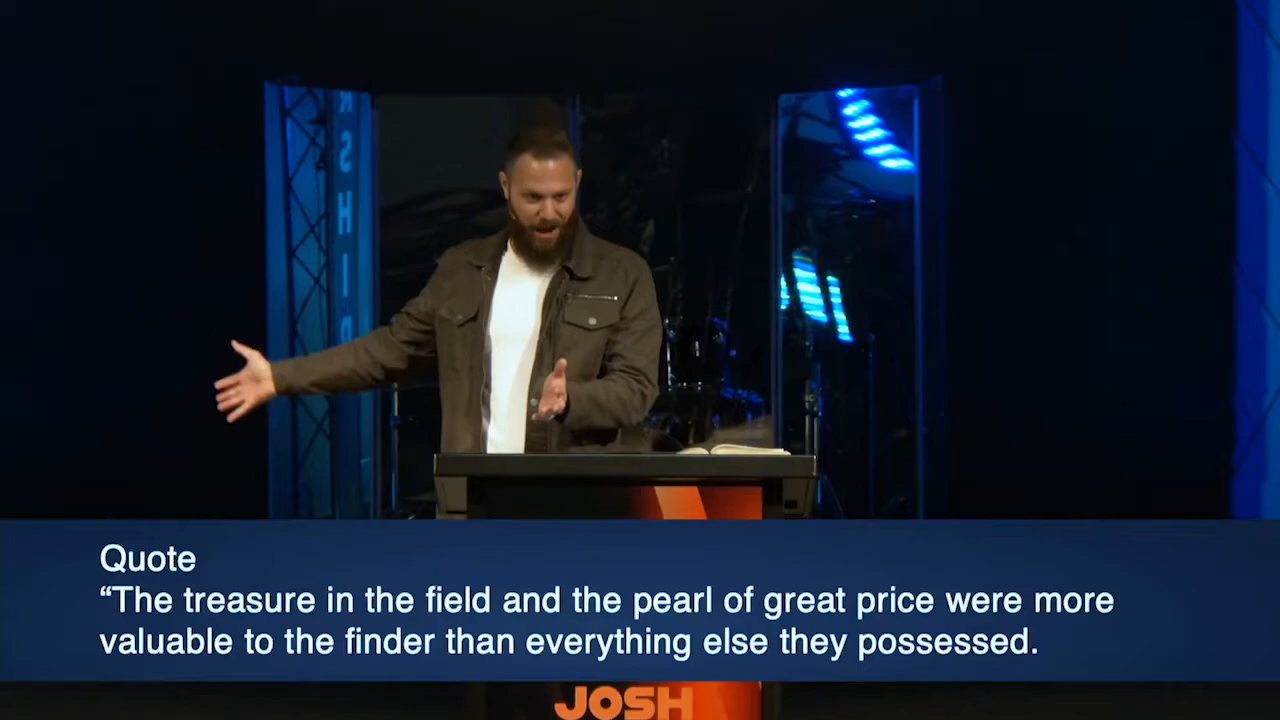 RSHIP
Quote
“The treasure in the field and the pearl of great price were more
valuable to the finder than everything else they possessed.
JOSH